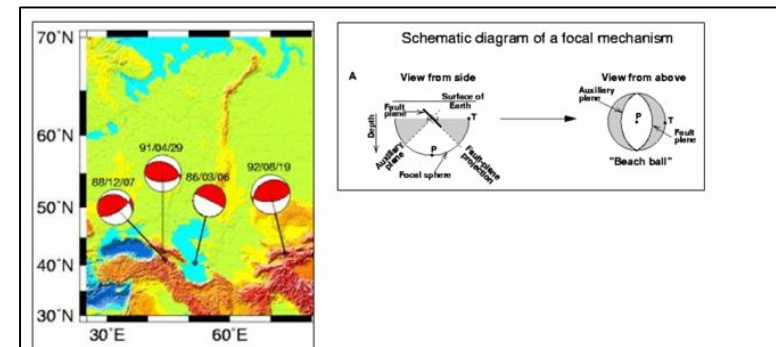 70°N
60°N
50°N
40°N
30°N
30°E
60°E
91/04/29
88/12/07
86/03/06
92/08/19
Schematic diagram of a focal mechanism
A
View from side
View from above
Surface of
Earth
Fault
plane
T
Depth
Auxiliary
plane
P
Fault-plane
projection
Focal sphere
Auxiliary
plane
P
T
Fault
plane
"Beach ball"